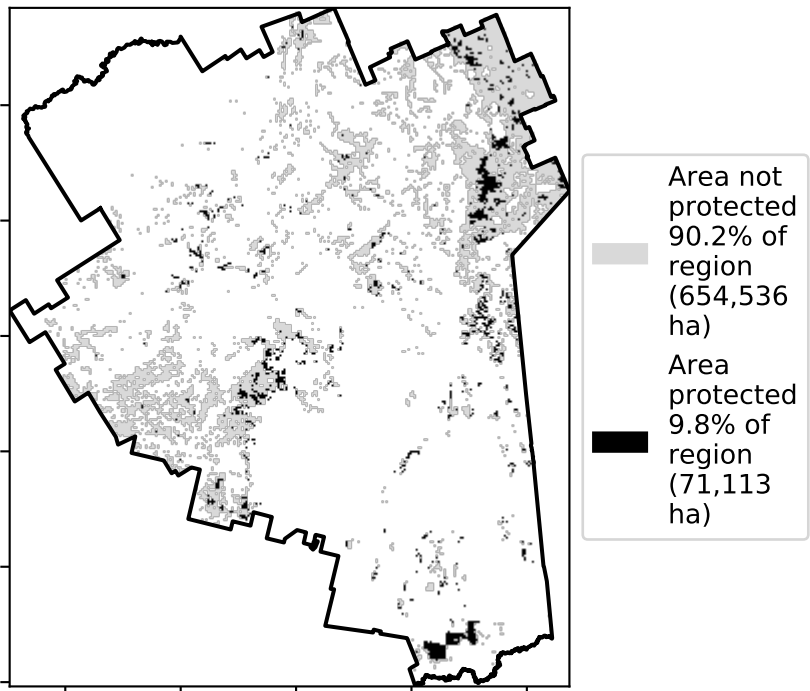 Area not
protected
90.2% of
region
(654,536
ha)
Area
protected
9.8% of
region
(71,113
ha)